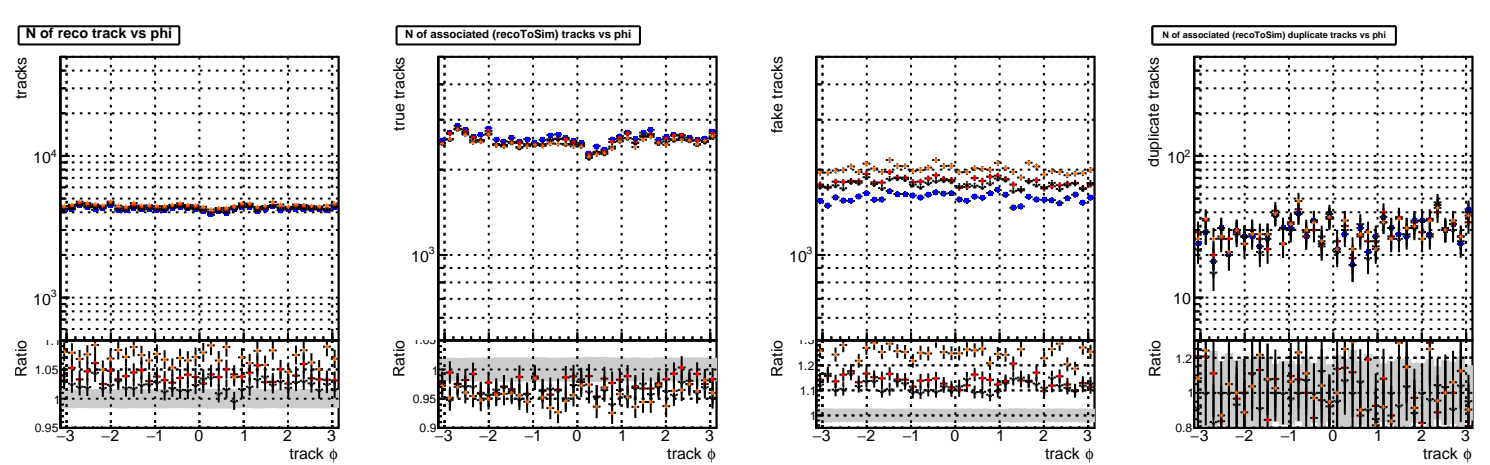 N of reco track vs phi
tracks
10⁴
10³
Ratio
1.05
1
0.95
−3 −2 −1 0 1 2 3
track ϕ
N of associated (recoToSim) tracks vs phi
true tracks
10³
Ratio
1
0.95
0.9
−3 −2 −1 0 1 2 3
track ϕ
fake tracks
10³
Ratio
1.2
1.1
1
−3 −2 −1 0 1 2 3
track ϕ
N of associated (recoToSim) duplicate tracks vs phi
duplicate tracks
10²
10
Ratio
1.2
1
0.8
−3 −2 −1 0 1 2 3
track ϕ